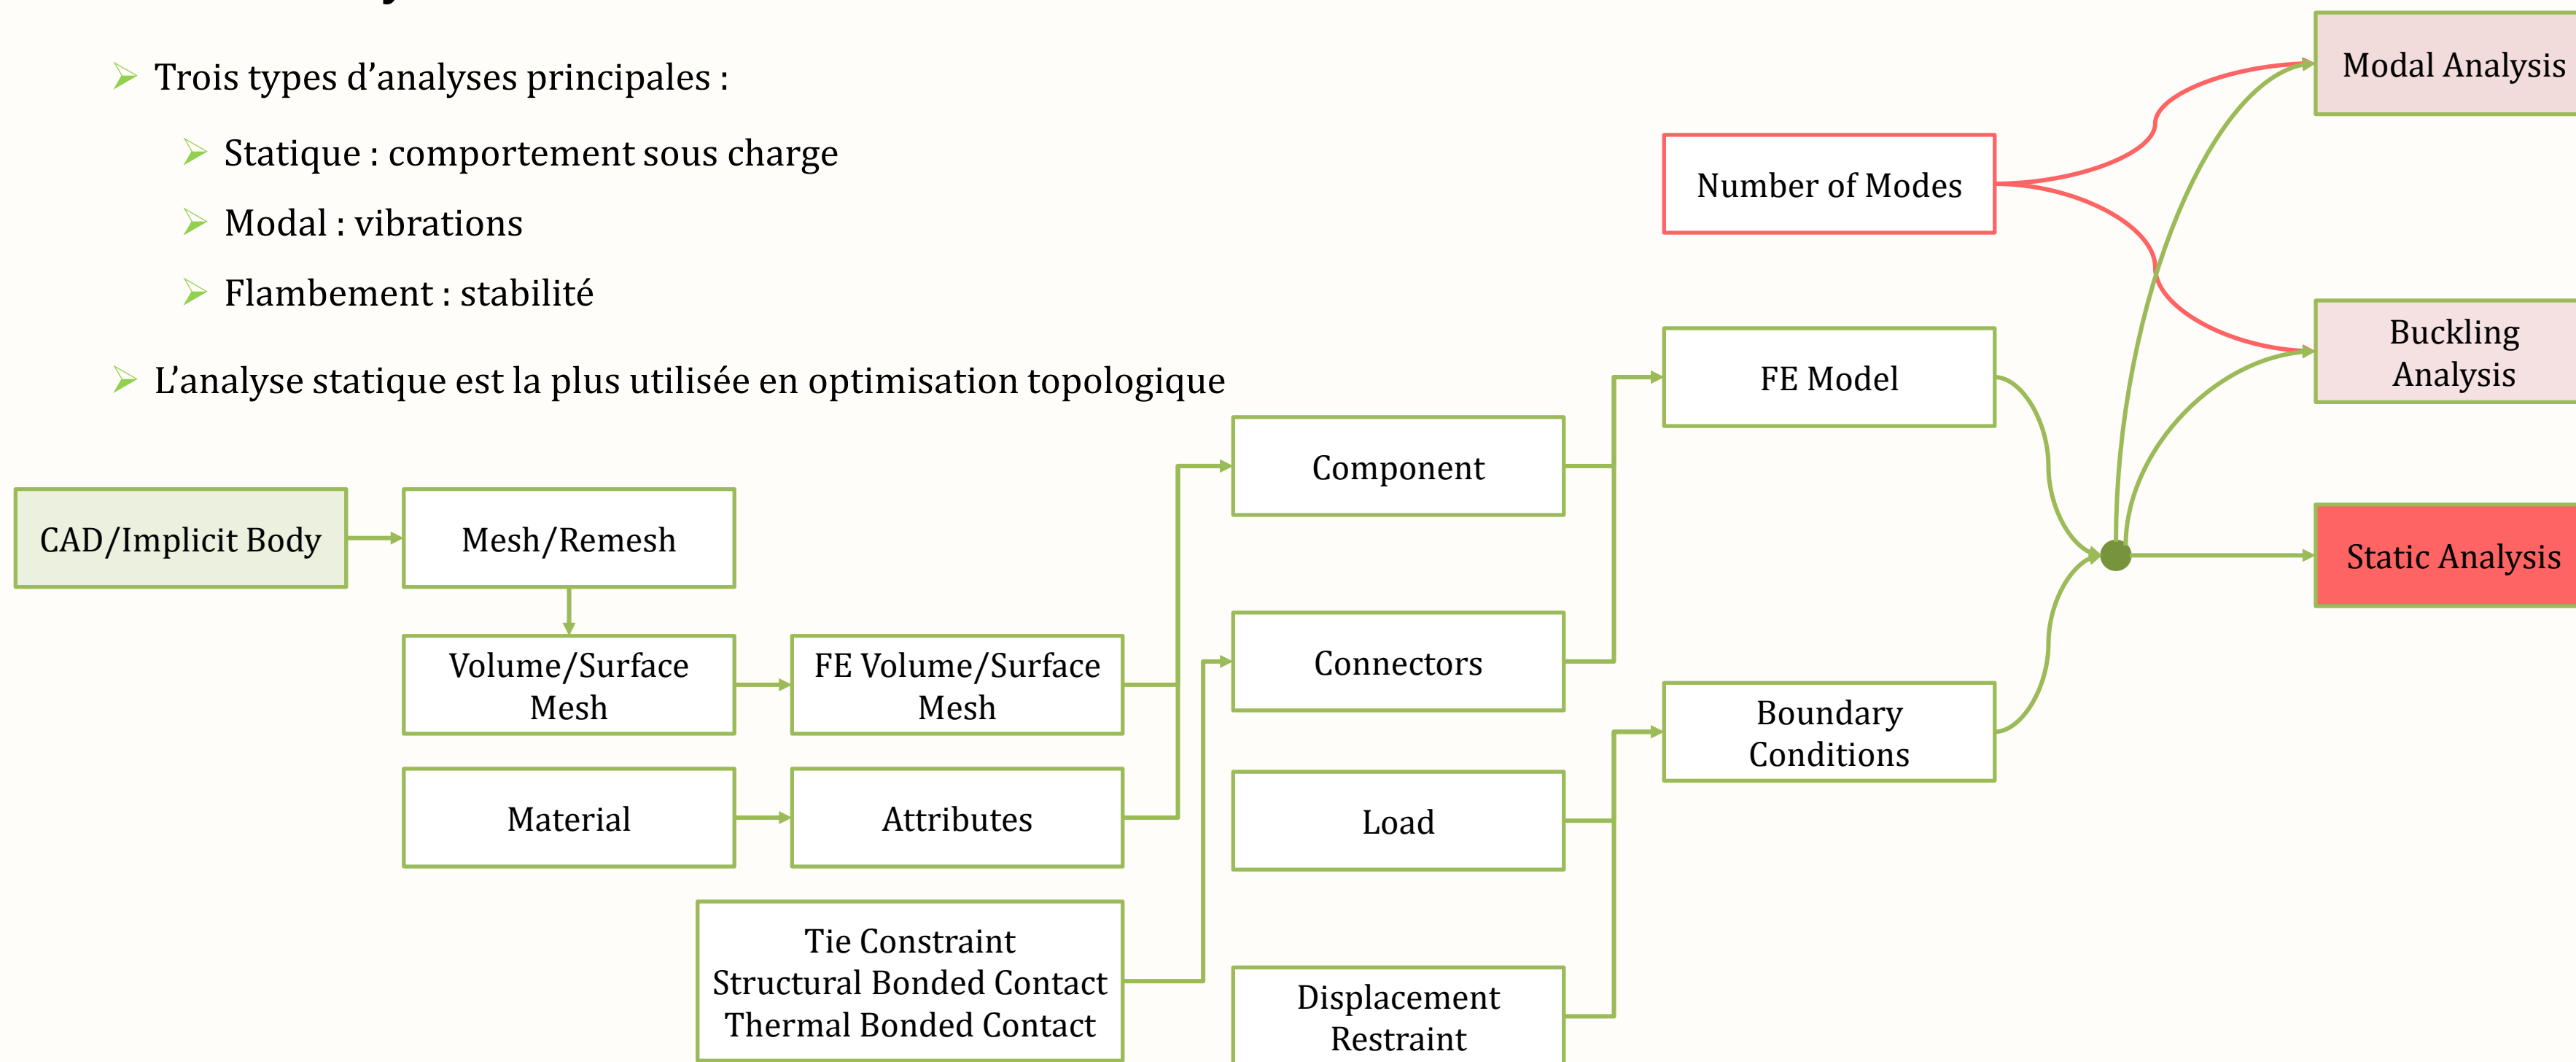 Trois types d’analyses principales :
Statique : comportement sous charge
Modal : vibrations
Flambement : stabilité
L’analyse statique est la plus utilisée en optimisation topologique
Modal Analysis
Number of Modes
Buckling
Analysis
FE Model
Component
CAD/Implicit Body
Mesh/Remesh
Static Analysis
Volume/Surface
Mesh
FE Volume/Surface
Mesh
Connectors
Boundary
Conditions
Material
Attributes
Load
Tie Constraint
Structural Bonded Contact
Thermal Bonded Contact
Displacement
Restraint